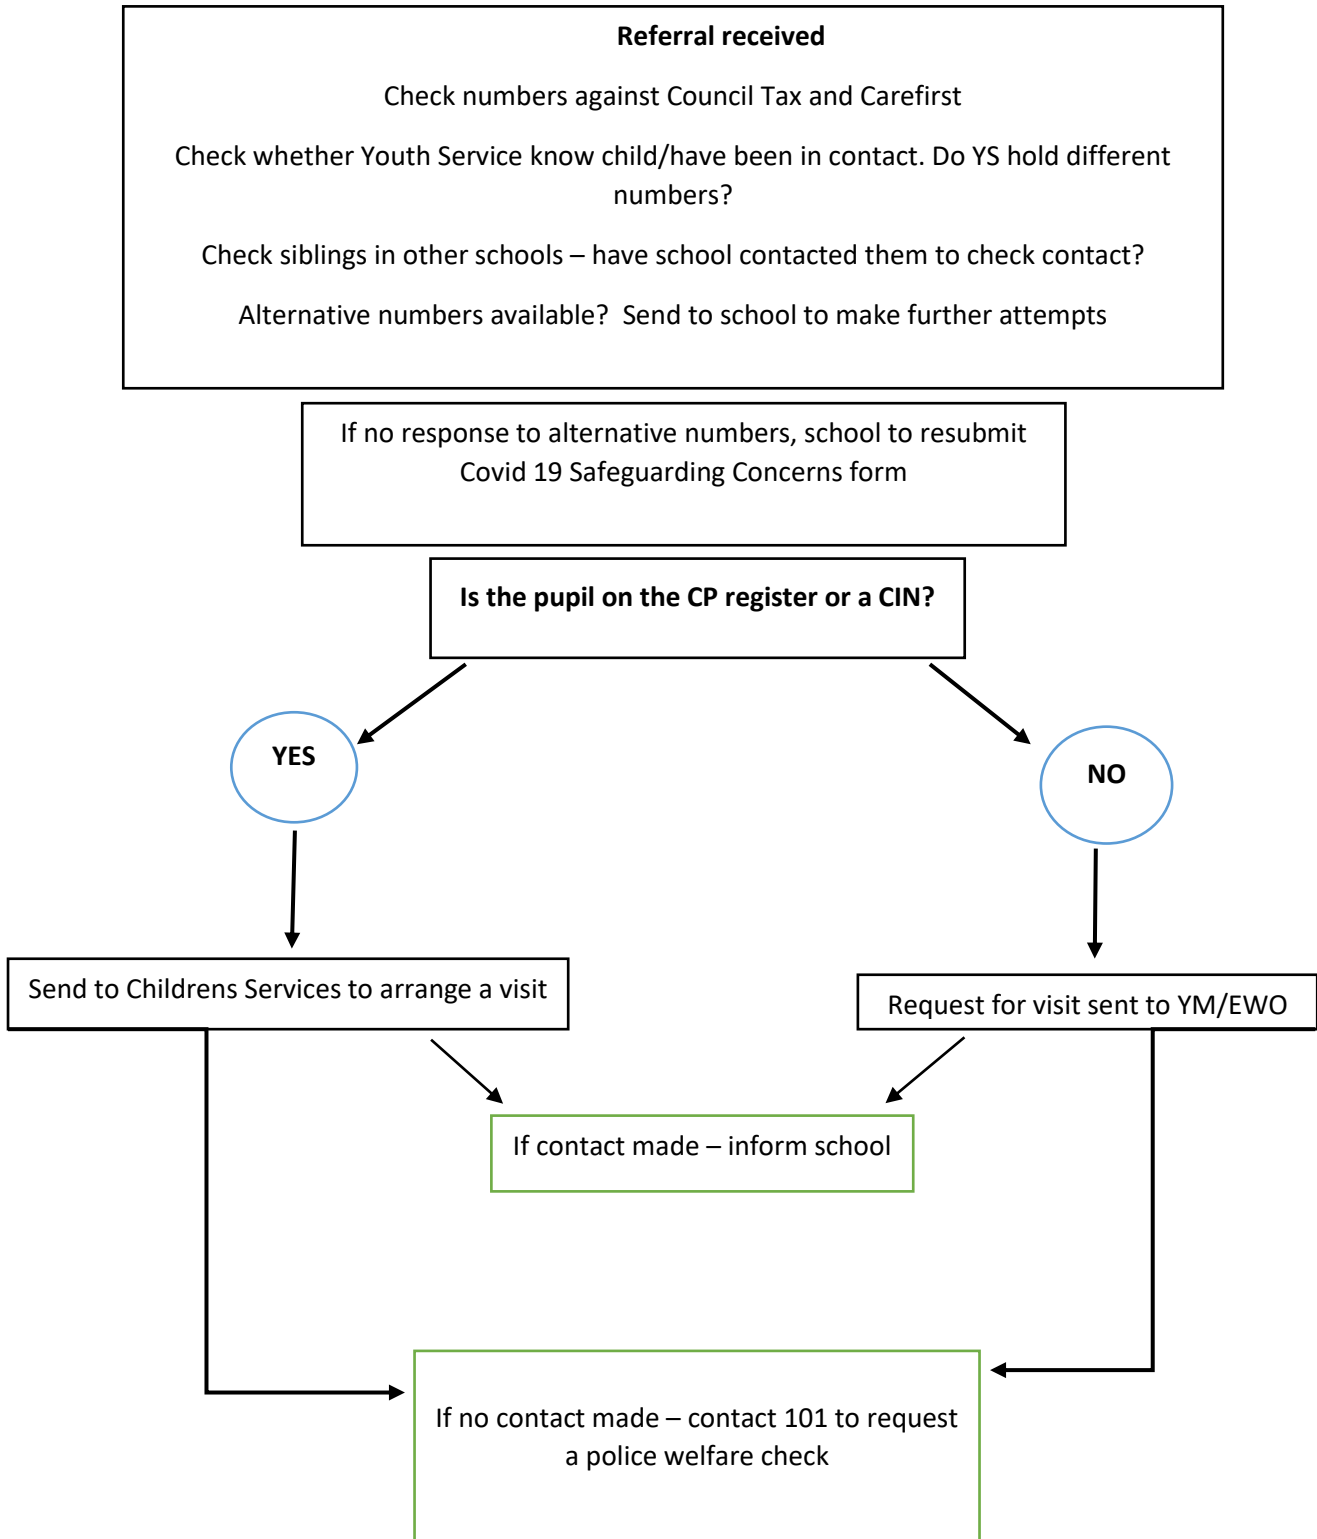 Referral received
Check numbers against Council Tax and Carefirst
Check whether Youth Service know child/have been in contact. Do YS hold different
numbers?
Check siblings in other schools – have school contacted them to check contact?
Alternative numbers available?  Send to school to make further attempts
If no response to alternative numbers, school to resubmit
Covid 19 Safeguarding Concerns form
Is the pupil on the CP register or a CIN?
YES
NO
Send to Childrens Services to arrange a visit
Request for visit sent to YM/EWO
If contact made – inform school
If no contact made – contact 101 to request
a police welfare check